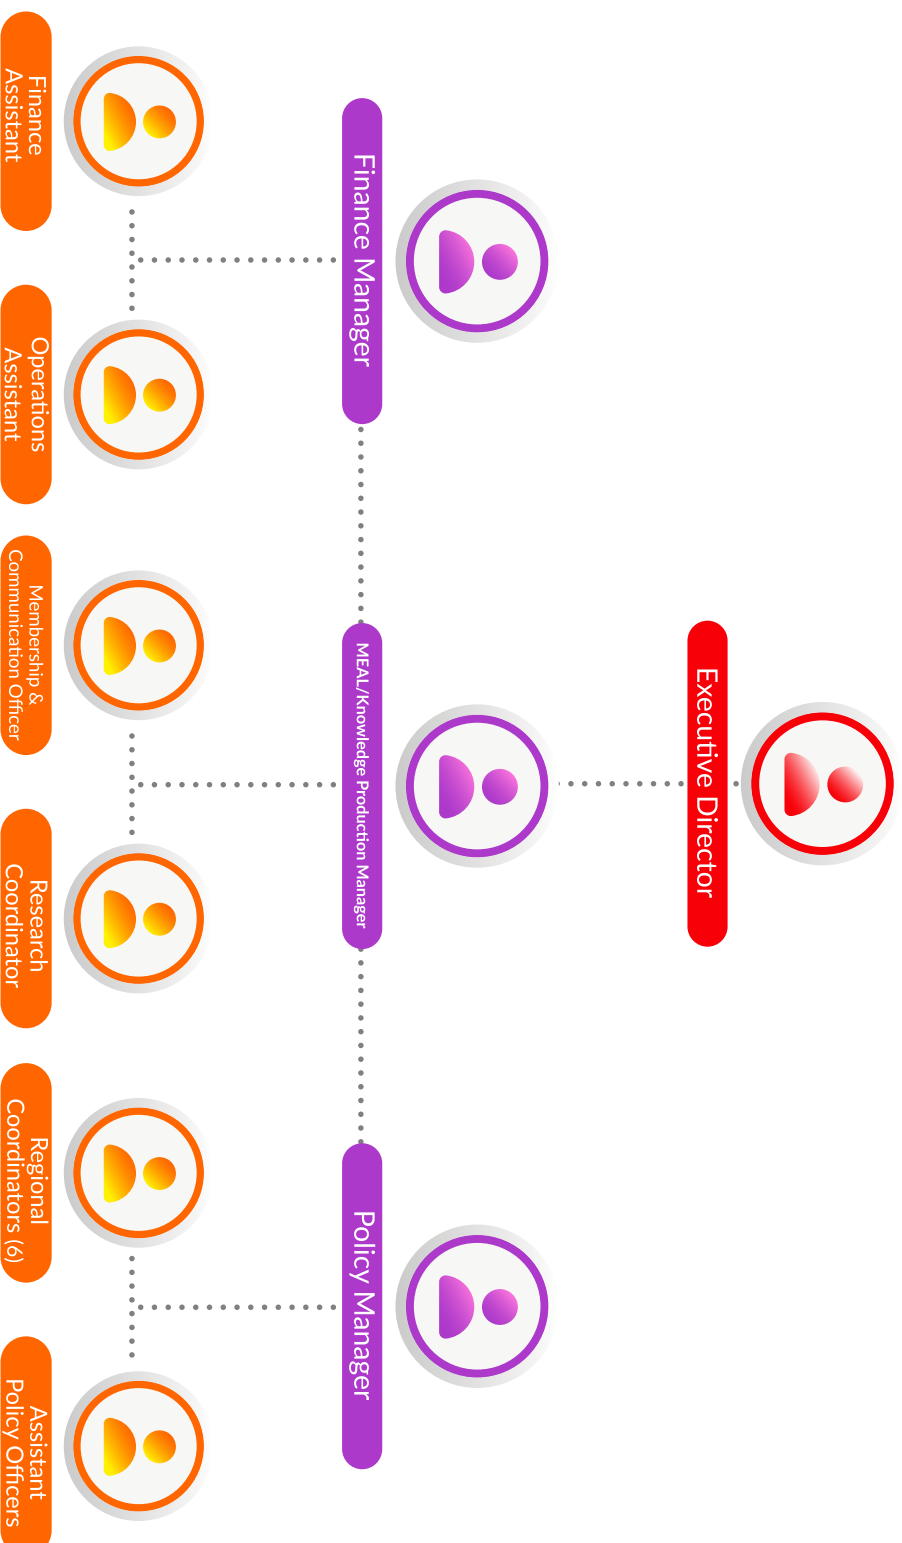 Executive Director
Finance Manager
MEAL/Knowledge Production Manager
Policy Manager
Finance
Assistant
Operations
Assistant
Membership &
Communication Officer
Research
Coordinator
Regional
Coordinators (6)
Assistant
Policy Officers